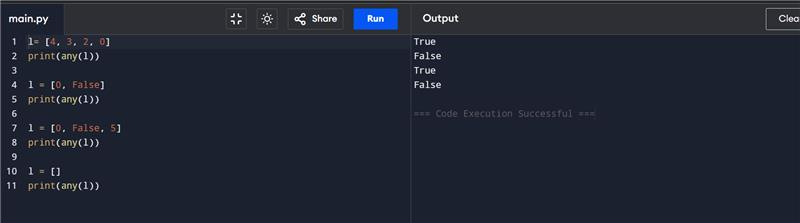 main.py Share Run Output Clea
1 l= [4, 3, 2, 0]
2 print(any(l))
3
4 l = [0, False]
5 print(any(l))
6
7 l = [0, False, 5]
8 print(any(l))
9
10 l = []
11 print(any(l))
True
False
True
False
=== Code Execution Successful ===